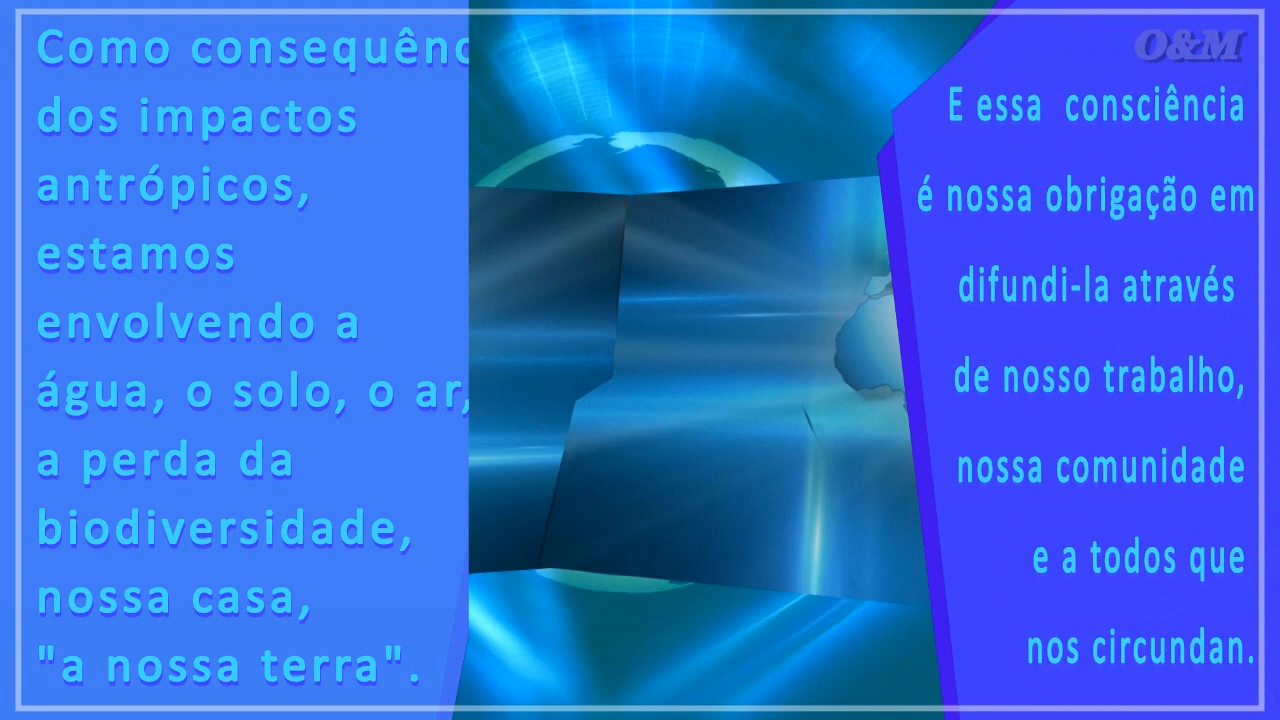 Como consequênc
dos impactos
antrópicos,
estamos
envolvendo a
água, o solo, o ar,
a perda da
biodiversidade,
nossa casa,
"a nossa terra".
O&M
E essa consciência
é nossa obrigação em
difundi-la através
de nosso trabalho,
nossa comunidade
e a todos que
nos circundan.